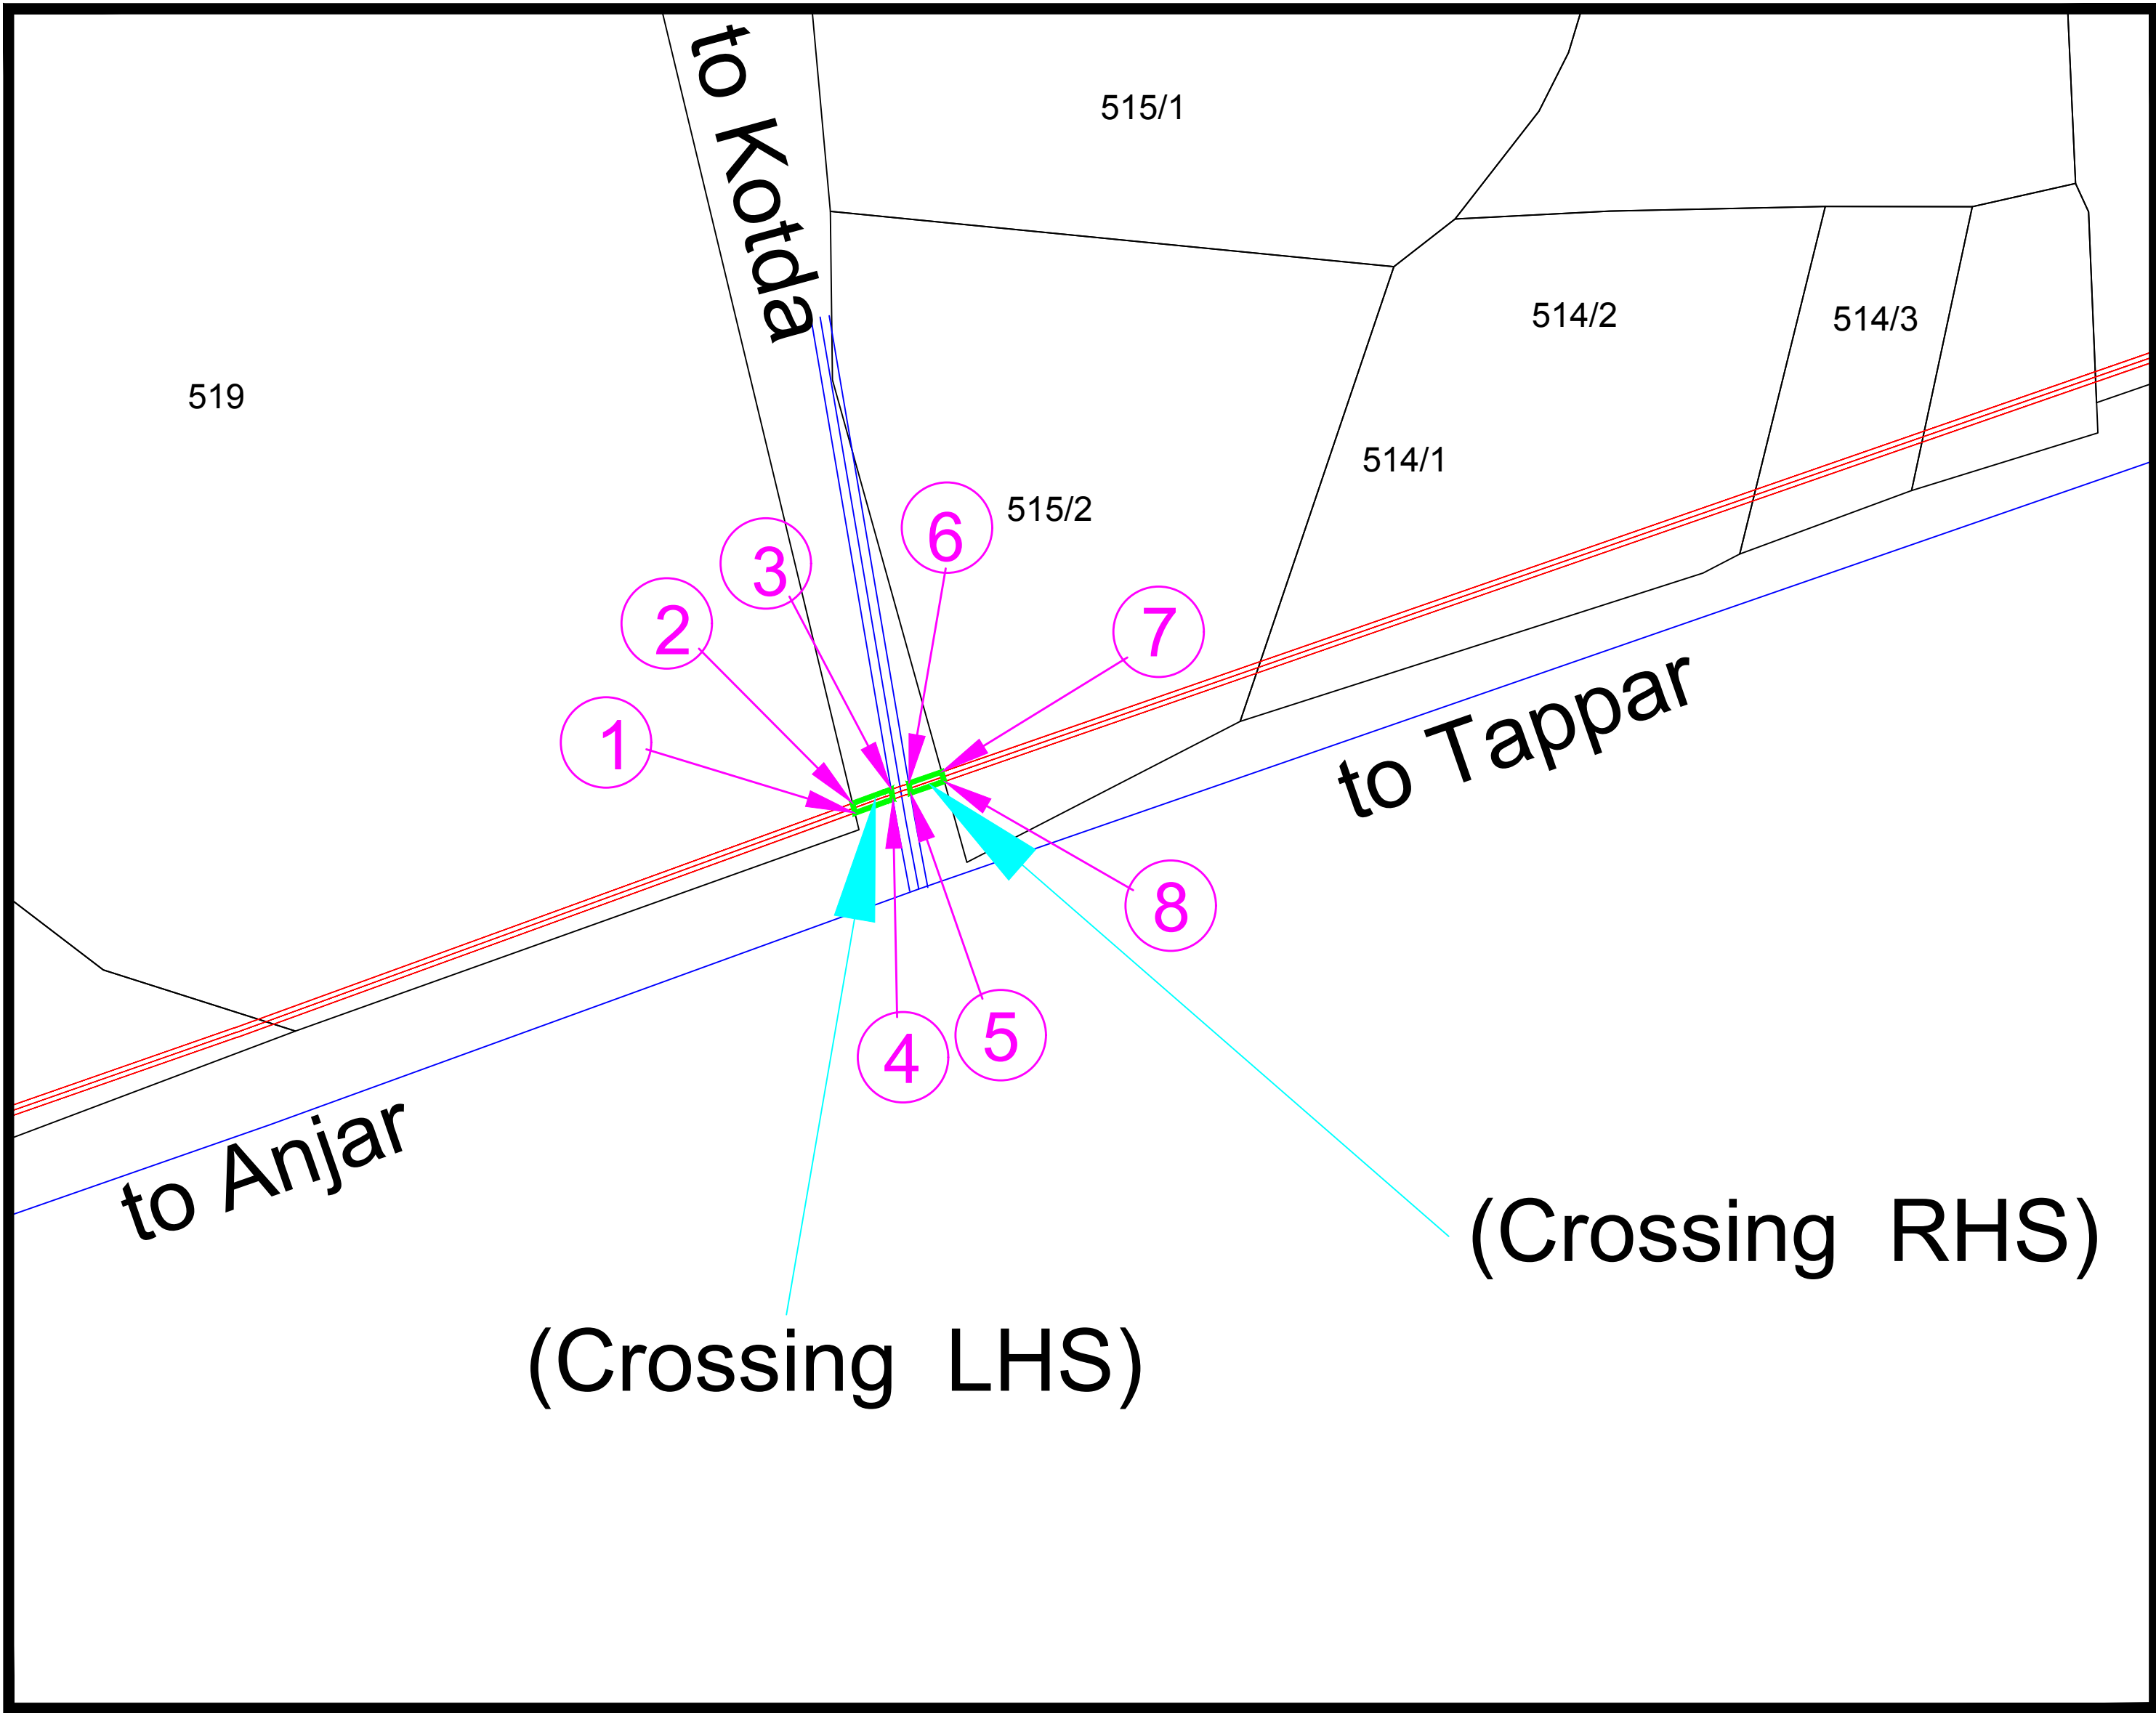 to Kotda
515/1
514/2
514/3
519
514/1
515/2
6
3
2
7
1
to Tappar
8
5
4
to Anjar
(Crossing RHS)
(Crossing LHS)